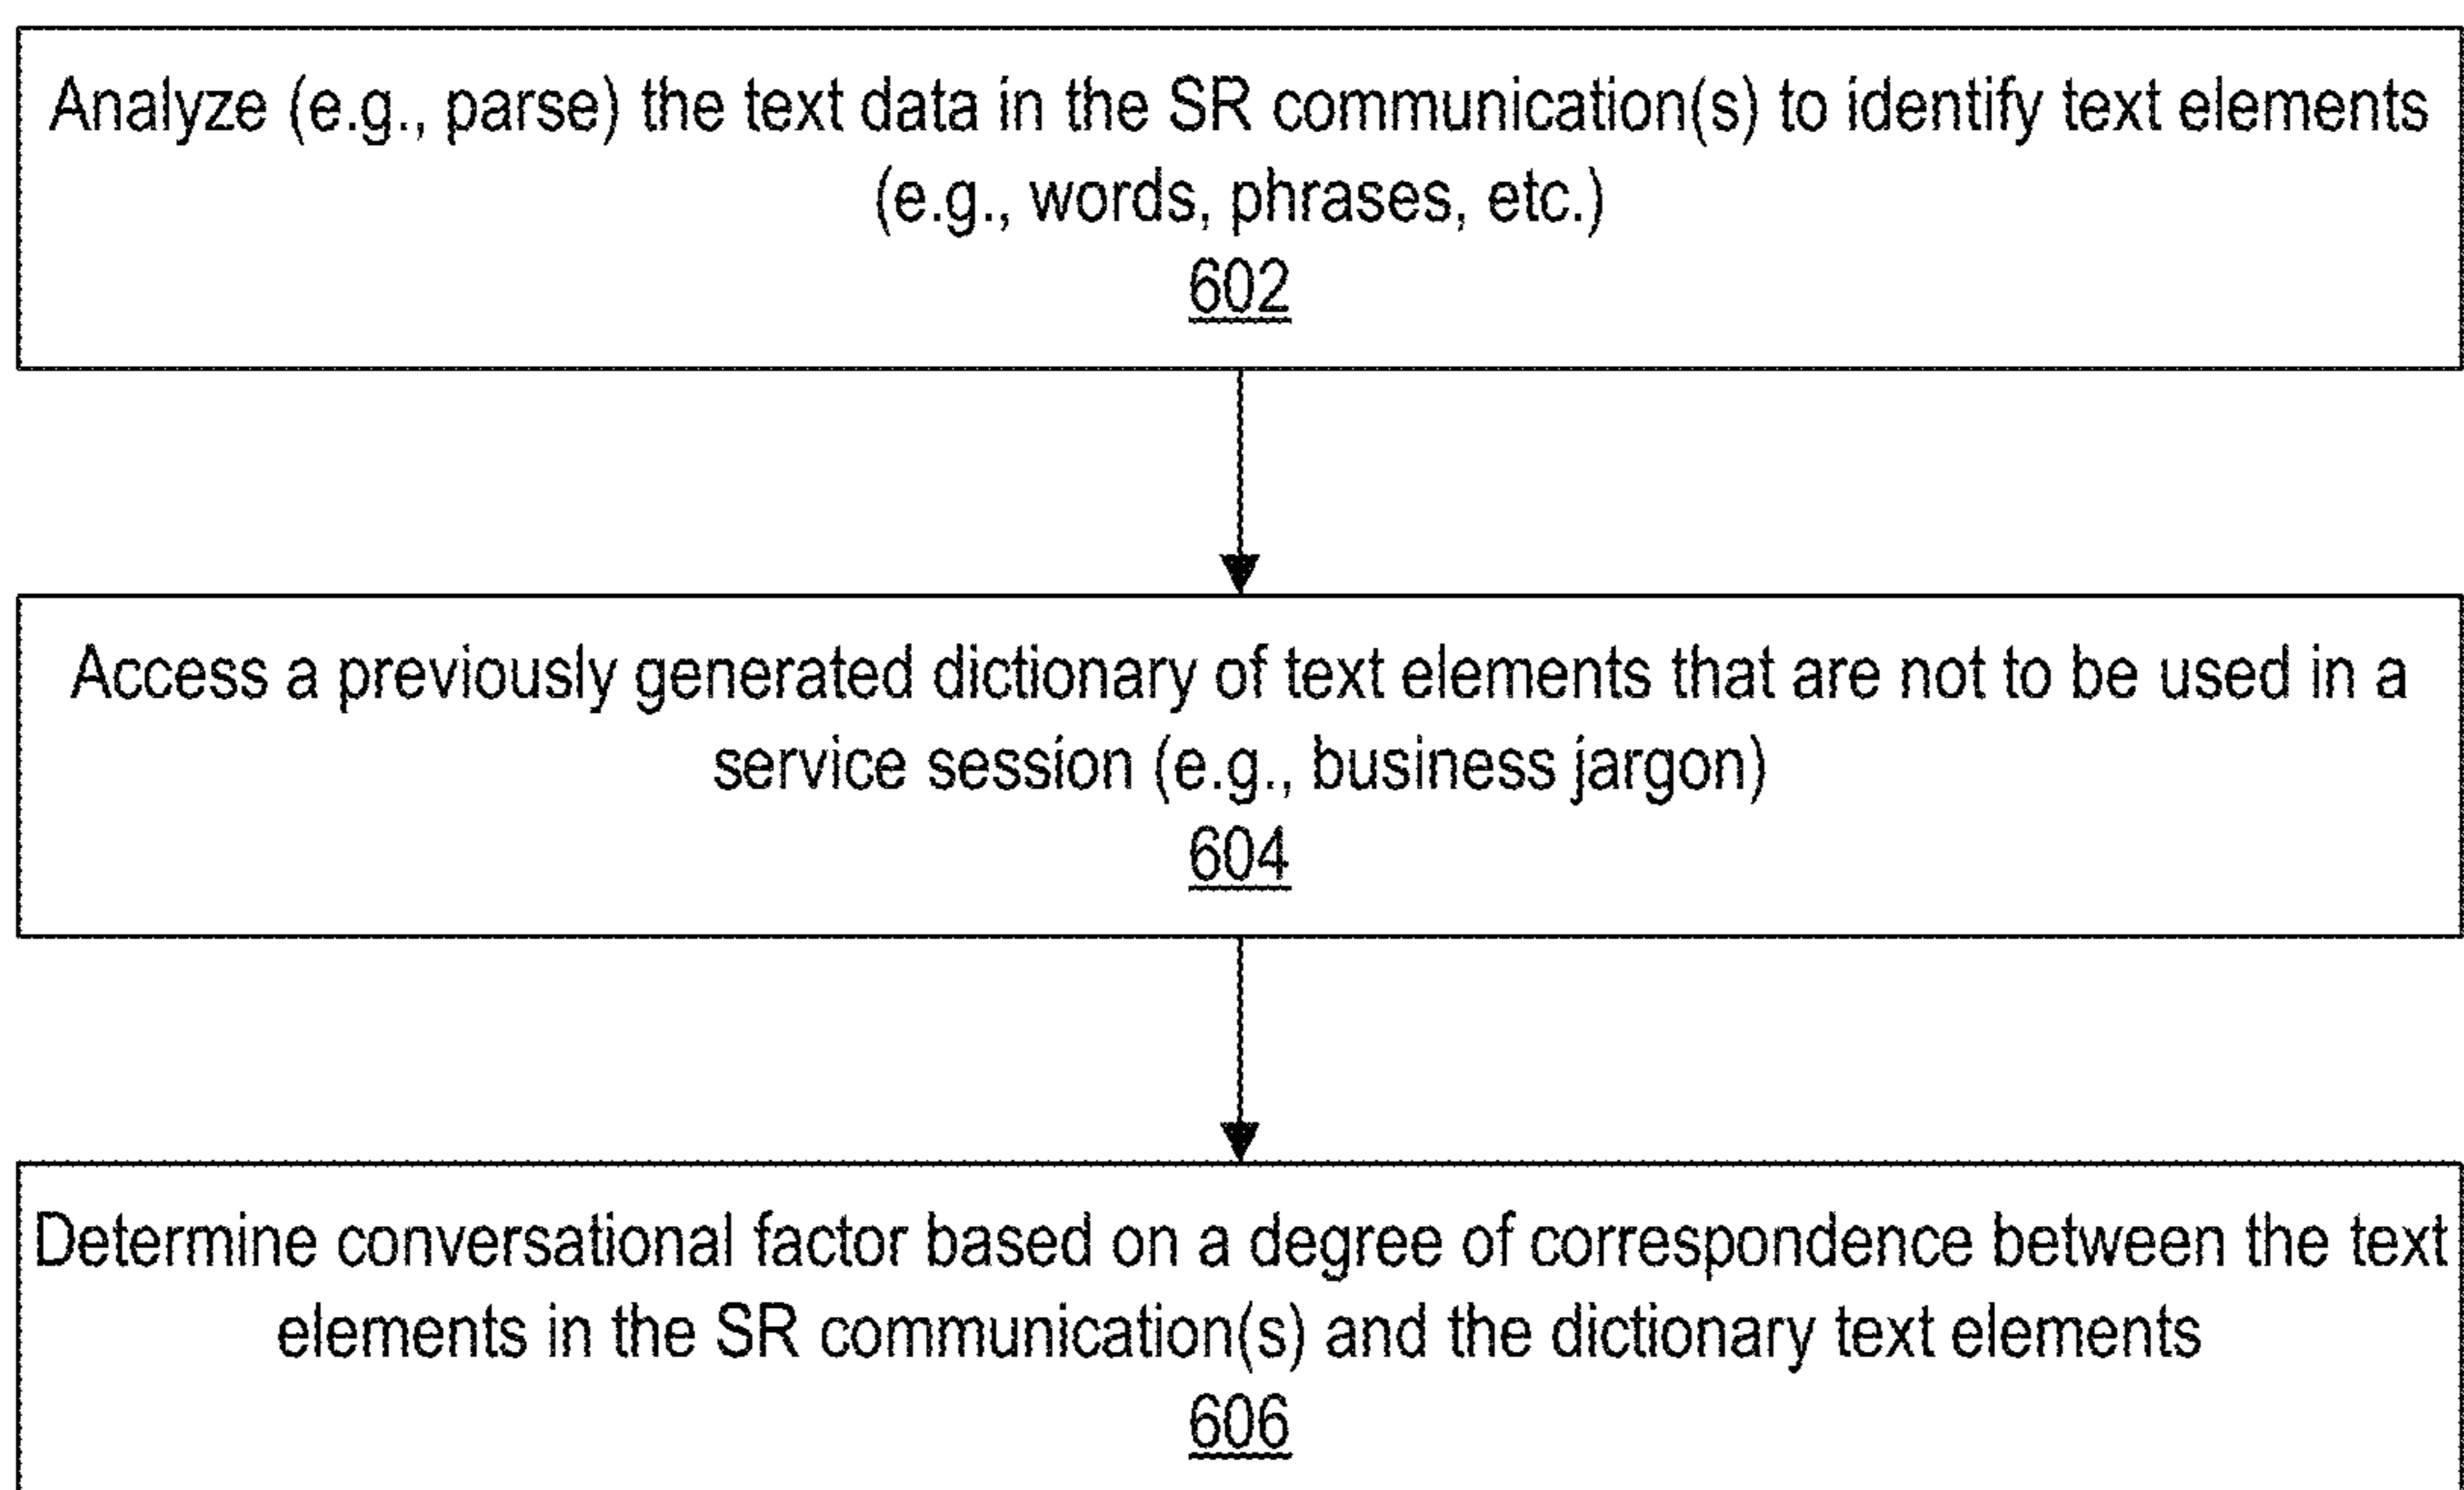 Analyze (e.g., parse) the text data in the SR communication(s) to identify text elements
(e.g., words, phrases, etc.)
602
Access a previously generated dictionary of text elements that are not to be used in a
service session (e.g., business jargon)
604
Determine conversational factor based on a degree of correspondence between the text
elements in the SR communication(s) and the dictionary text elements
606